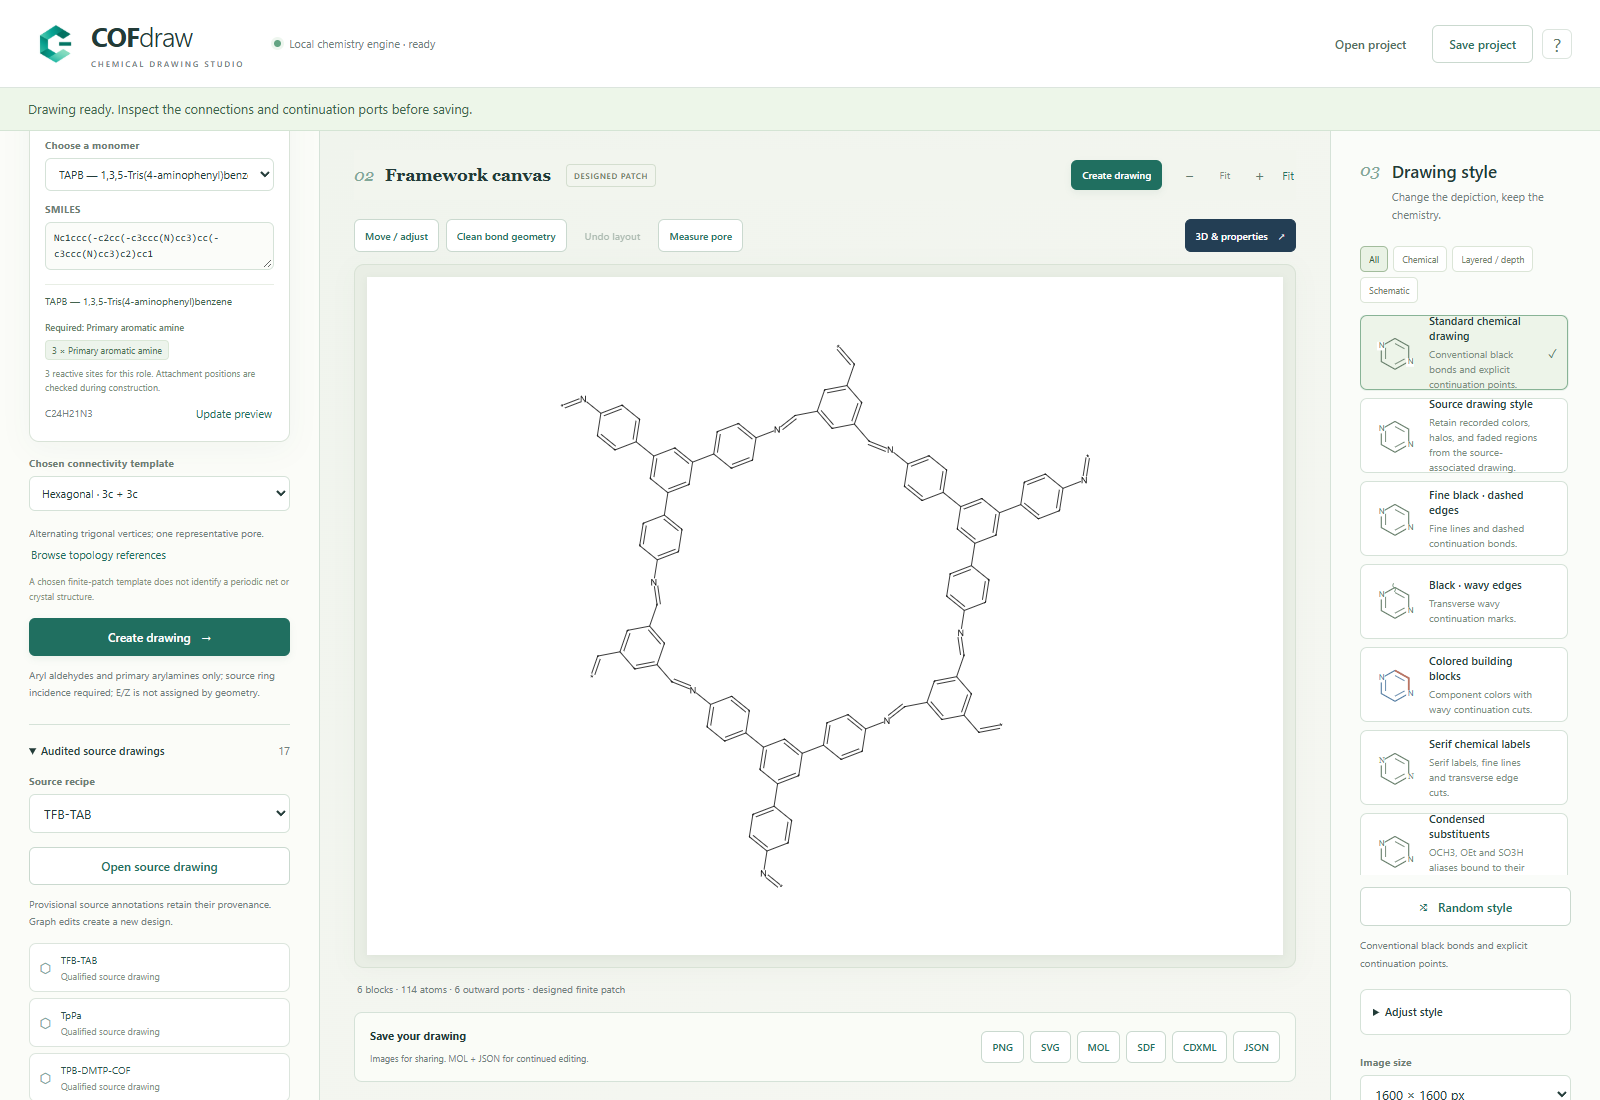 COFdraw
CHEMICAL DRAWING STUDIO
Local chemistry engine · ready
Open project
Save project
?
Drawing ready. Inspect the connections and continuation ports before saving.
Choose a monomer
TAPB — 1,3,5-Tris(4-aminophenyl)benz
SMILES
Nc1ccc(-c2cc(-c3ccc(N)cc3)cc(-
c3ccc(N)cc3)c2)cc1
TAPB — 1,3,5-Tris(4-aminophenyl)benzene
Required: Primary aromatic amine
3 × Primary aromatic amine
3 reactive sites for this role. Attachment positions are
checked during construction.
C24H21N3
Update preview
Chosen connectivity template
Hexagonal · 3c + 3c
Alternating trigonal vertices; one representative pore.
Browse topology references
A chosen finite-patch template does not identify a periodic net or
crystal structure.
Create drawing →
Aryl aldehydes and primary arylamines only; source ring
incidence required; E/Z is not assigned by geometry.
▼ Audited source drawings 17
Source recipe
TFB-TAB
Open source drawing
Provisional source annotations retain their provenance.
Graph edits create a new design.
TFB-TAB
Qualified source drawing
TpPa
Qualified source drawing
TPB-DMTP-COF
Qualified source drawing
02 Framework canvas
DESIGNED PATCH
Create drawing
− Fit + Fit
Move / adjust
Clean bond geometry
Undo layout
Measure pore
3D & properties ↗
N
N
N
N
N
N
N
N
N
6 blocks · 114 atoms · 6 outward ports · designed finite patch
Save your drawing
Images for sharing. MOL + JSON for continued editing.
PNG
SVG
MOL
SDF
CDXML
JSON
03 Drawing style
Change the depiction, keep the
chemistry.
All
Chemical
Layered / depth
Schematic
N
N
Standard chemical
drawing
Conventional black
bonds and explicit
continuation points.
✓
N
N
Source drawing style
Retain recorded colors,
halos, and faded regions
from the source-
associated drawing.
N
N
Fine black · dashed
edges
Fine lines and dashed
continuation bonds.
N
N
Black · wavy edges
Transverse wavy
continuation marks.
N
N
Colored building
blocks
Component colors with
wavy continuation cuts.
N
N
Serif chemical labels
Serif labels, fine lines
and transverse edge
cuts.
N
N
Condensed
substituents
OCH3, OEt and SO3H
aliases bound to their
Random style
Conventional black bonds and explicit
continuation points.
▶ Adjust style
Image size
1600 × 1600 px